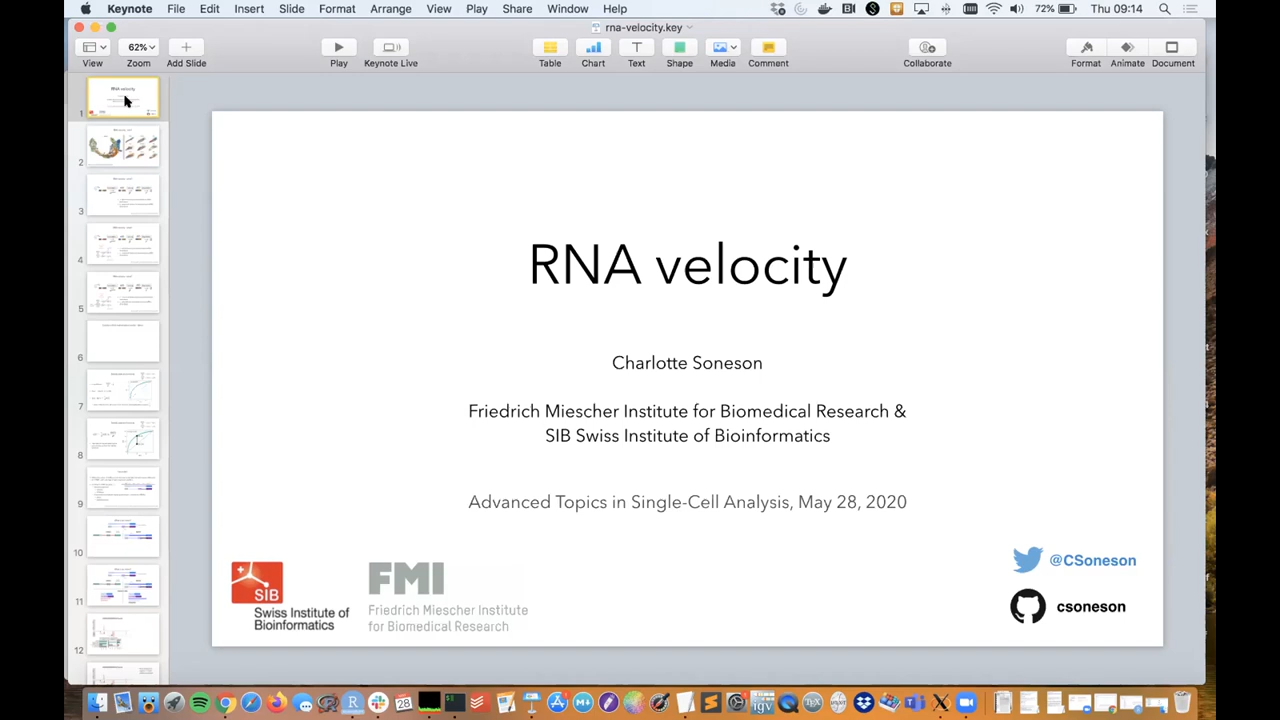 Keynote File Edit Insert Slide Format Arrange View Play Share Window Help 72% Thu 09:14
rna-velocity.key
62%
View Zoom Add Slide Play Keynote Live Table Chart Text Shape Media Comment Collaborate Format Animate Document
RNA velocity
1
2
3
4
5
6
7
8
9
10
11
12
RNA velocity
Charlotte Soneson
Friedrich Miescher Institute for Biomedical Research &
SIB Swiss Institute of Bioinformatics
Advanced Topics in Single-Cell Analysis, May 28, 2020
SIB
Swiss Institute of
Bioinformatics
FMI
Friedrich Miescher Institute
for Biomedical Research
@CSoneson
csoneson